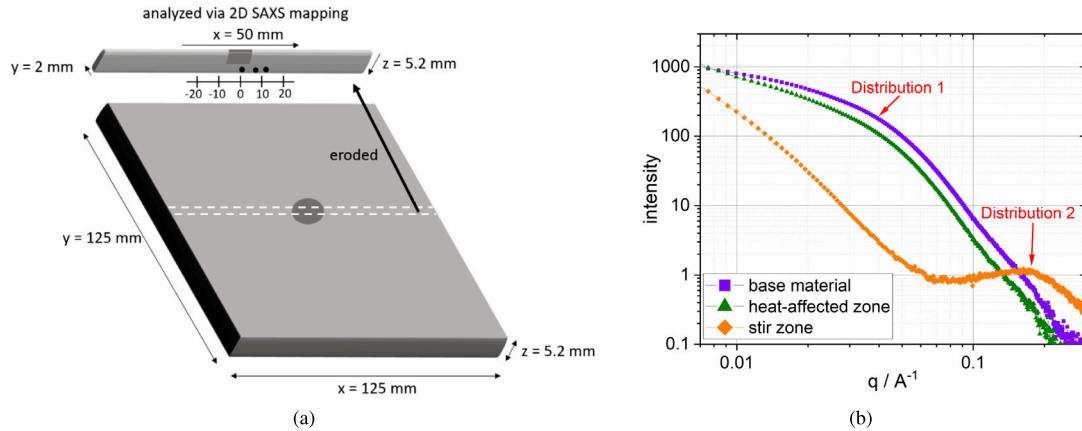 analyzed via 2D SAXS mapping
x = 50 mm
y = 2 mm
z = 5.2 mm
-20 -10 0 10 20
eroded
y = 125 mm
z = 5.2 mm
x = 125 mm
(a)
1000
100
10
1
0.1
intensity
Distribution 1
Distribution 2
base material
heat-affected zone
stir zone
0.01 0.1
q / A⁻¹
(b)